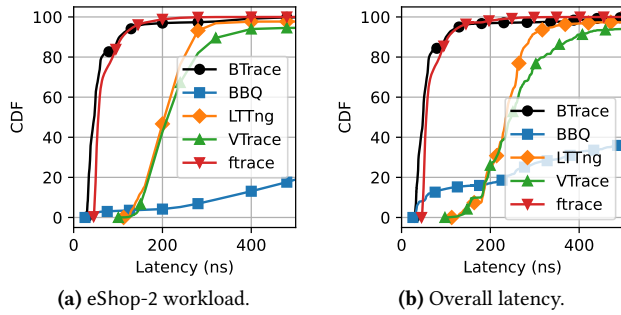 100
80
60
40
20
0
CDF
0
200
400
Latency (ns)
BTrace
BBQ
LTTng
VTrace
ftrace
(a) eShop-2 workload.
100
80
60
40
20
0
CDF
0
200
400
Latency (ns)
BTrace
BBQ
LTTng
VTrace
ftrace
(b) Overall latency.